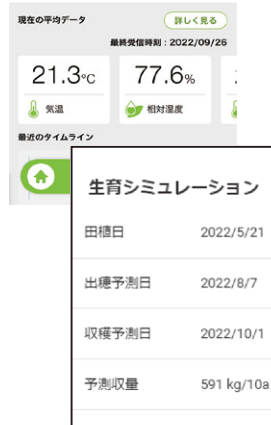 現在の平均データ
詳しく見る
最終受信時刻：2022/09/26
21.3℃
77.6%
気温
相対湿度
最近のタイムライン
生育シミュレーション
田植日 2022/5/21
出穂予測日 2022/8/7
収穫予測日 2022/10/1
予測収量 591 kg/10a